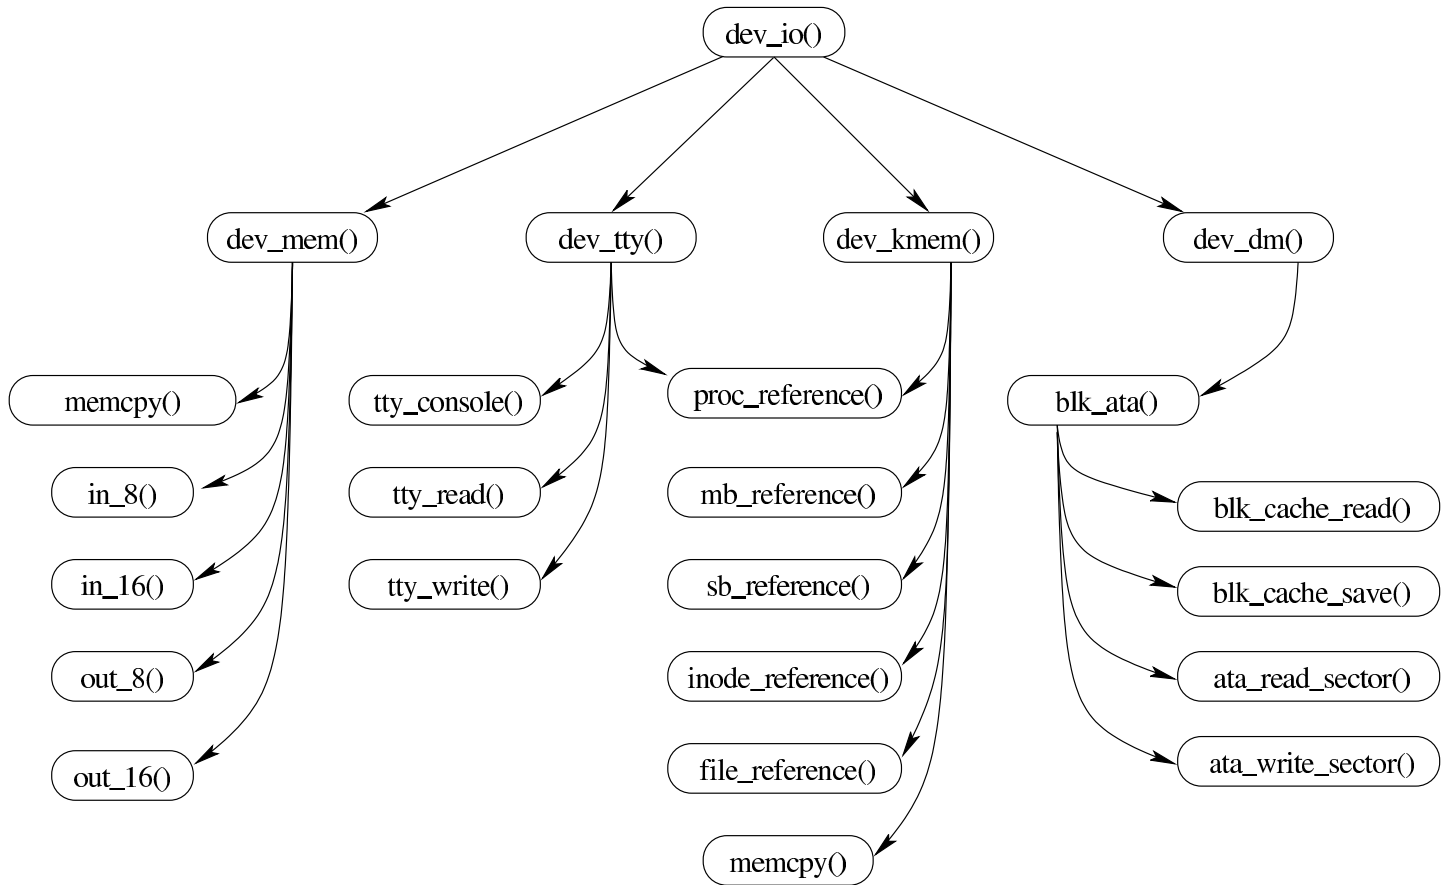 dev_io()
dev_mem()
dev_tty()
dev_kmem()
dev_dm()
memcpy()
tty_console()
proc_reference()
blk_ata()
in_8()
tty_read()
mb_reference()
blk_cache_read()
in_16()
tty_write()
sb_reference()
blk_cache_save()
out_8()
inode_reference()
ata_read_sector()
out_16()
file_reference()
ata_write_sector()
memcpy()